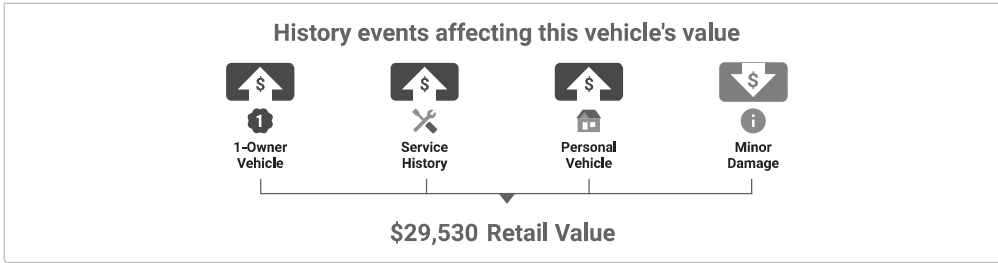 History events affecting this vehicle's value
$ $ $ $
1 i
1-Owner Service Personal Minor
Vehicle History Vehicle Damage
$29,530 Retail Value